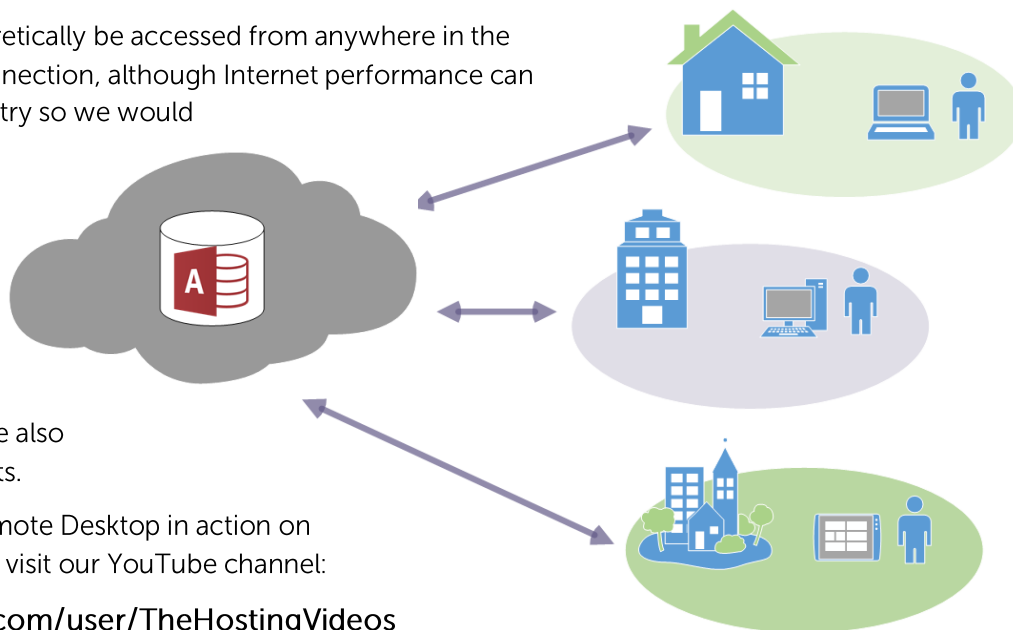 etically be accessed from anywhere in the
nnection, although Internet performance can
try so we would
A
e also
ts.
mote Desktop in action on
visit our YouTube channel:
com/user/TheHostingVideos